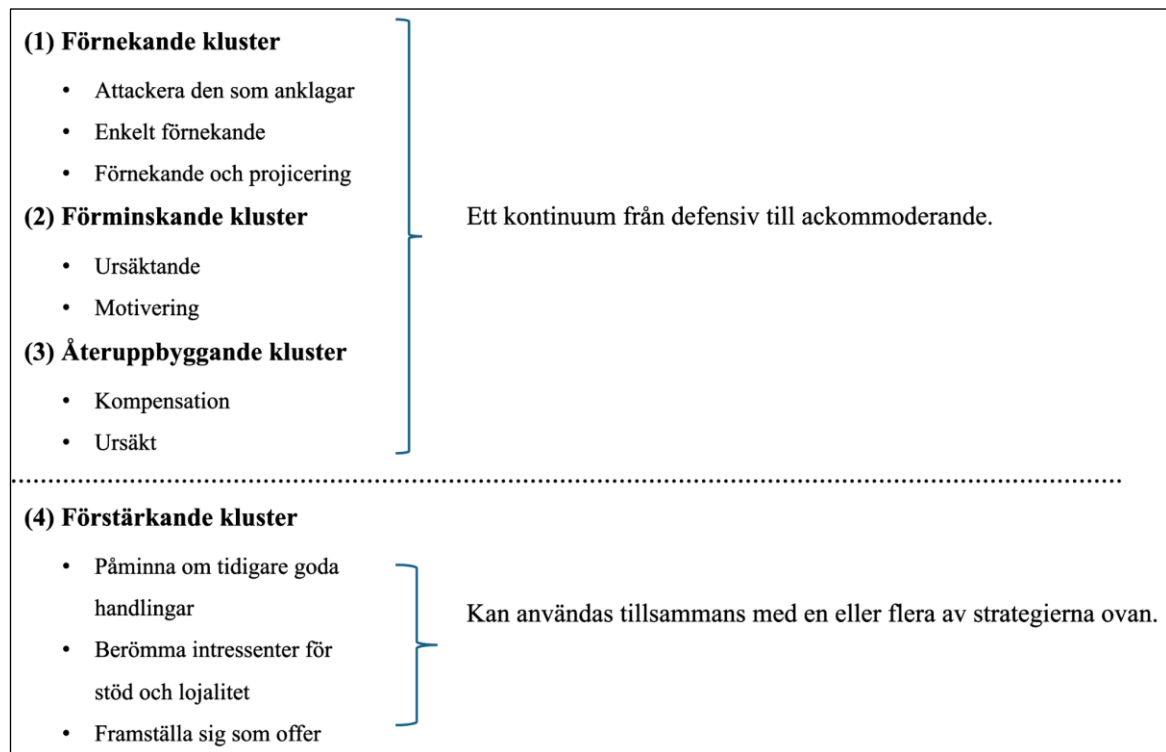 (1) Förnekande kluster
• Attackera den som anklagar
• Enkelt förnekande
• Förnekande och projicering
(2) Förminskande kluster
Ett kontinuum från defensiv till ackommoderande.
• Ursäktande
• Motivering
(3) Återuppbyggande kluster
• Kompensation
• Ursäkt
(4) Förstärkande kluster
• Påminna om tidigare goda
handlingar
Kan användas tillsammans med en eller flera av strategierna ovan.
• Berömma intressenter för
stöd och lojalitet
• Framställa sig som offer